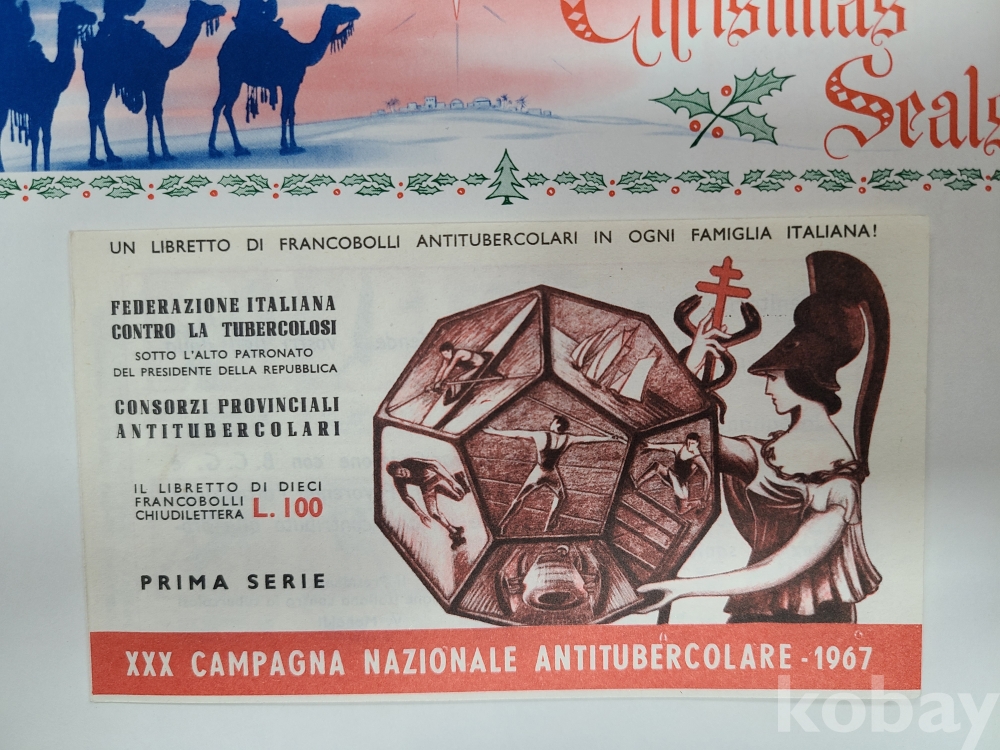 Christmas
Seals
UN LIBRETTO DI FRANCOBOLLI ANTITUBERCOLARI IN OGNI FAMIGLIA ITALIANA!
FEDERAZIONE ITALIANA
CONTRO LA TUBERCOLOSI
SOTTO L'ALTO PATRONATO
DEL PRESIDENTE DELLA REPUBBLICA
CONSORZI PROVINCIALI
ANTITUBERCOLARI
IL LIBRETTO DI DIECI
FRANCOBOLLI
CHIUDILETTERA L. 100
PRIMA SERIE
XXX CAMPAGNA NAZIONALE ANTITUBERCOLARE - 1967
kobay